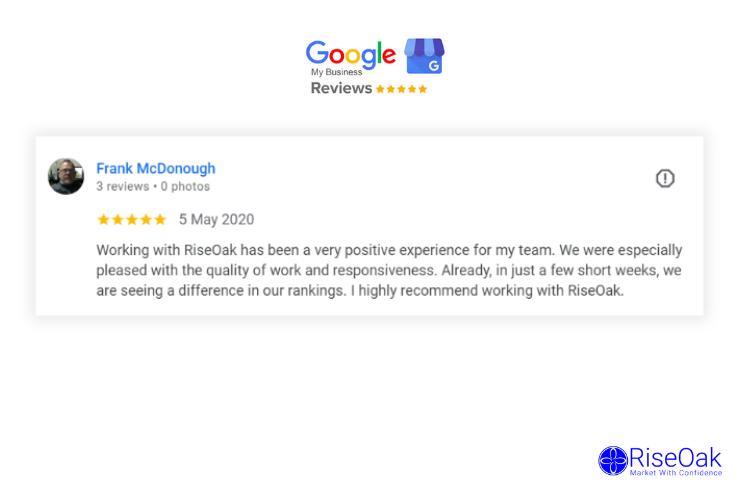 Google
My Business
Reviews
G
Frank McDonough
3 reviews • 0 photos
5 May 2020
Working with RiseOak has been a very positive experience for my team. We were especially
pleased with the quality of work and responsiveness. Already, in just a few short weeks, we
are seeing a difference in our rankings. I highly recommend working with RiseOak.
RiseOak
Market With Confidence